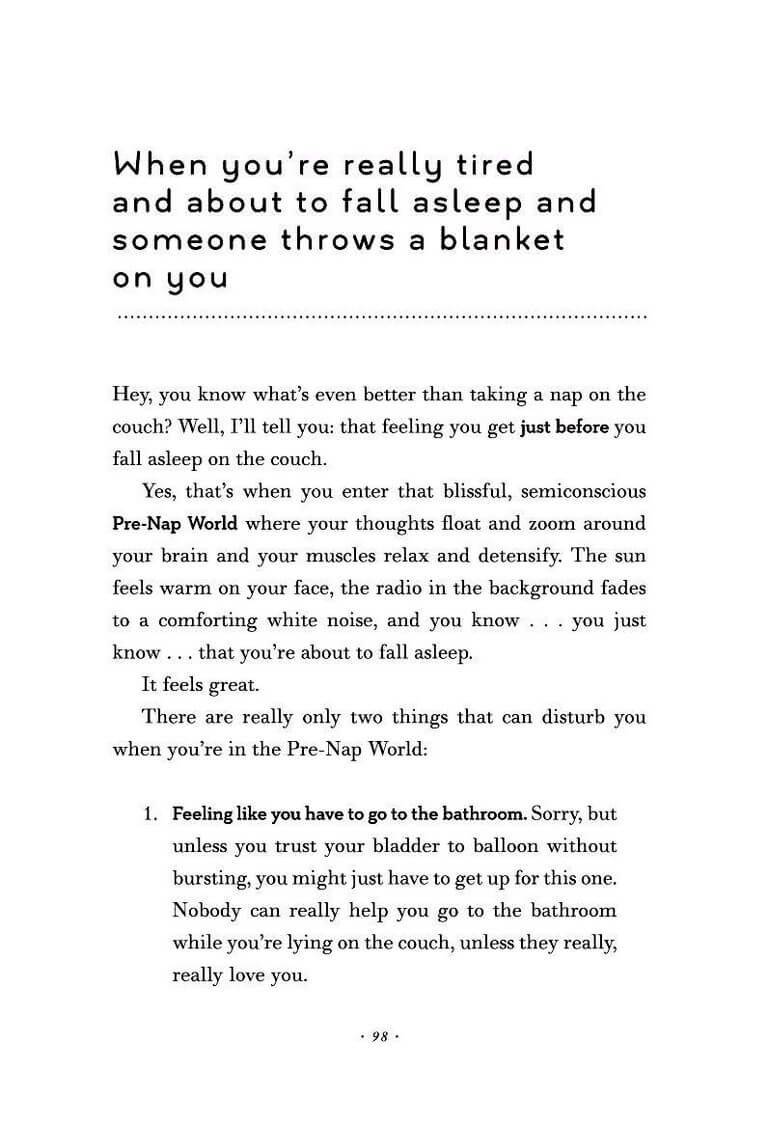 When you're really tired
and about to fall asleep and
someone throws a blanket
on you
Hey, you know what's even better than taking a nap on the
couch? Well, I'll tell you: that feeling you get just before you
fall asleep on the couch.
Yes, that's when you enter that blissful, semiconscious
Pre-Nap World where your thoughts float and zoom around
your brain and your muscles relax and detensify. The sun
feels warm on your face, the radio in the background fades
to a comforting white noise, and you know . . . you just
know . . . that you're about to fall asleep.
It feels great.
There are really only two things that can disturb you
when you're in the Pre-Nap World:
1. Feeling like you have to go to the bathroom. Sorry, but
unless you trust your bladder to balloon without
bursting, you might just have to get up for this one.
Nobody can really help you go to the bathroom
while you're lying on the couch, unless they really,
really love you.
· 98 ·